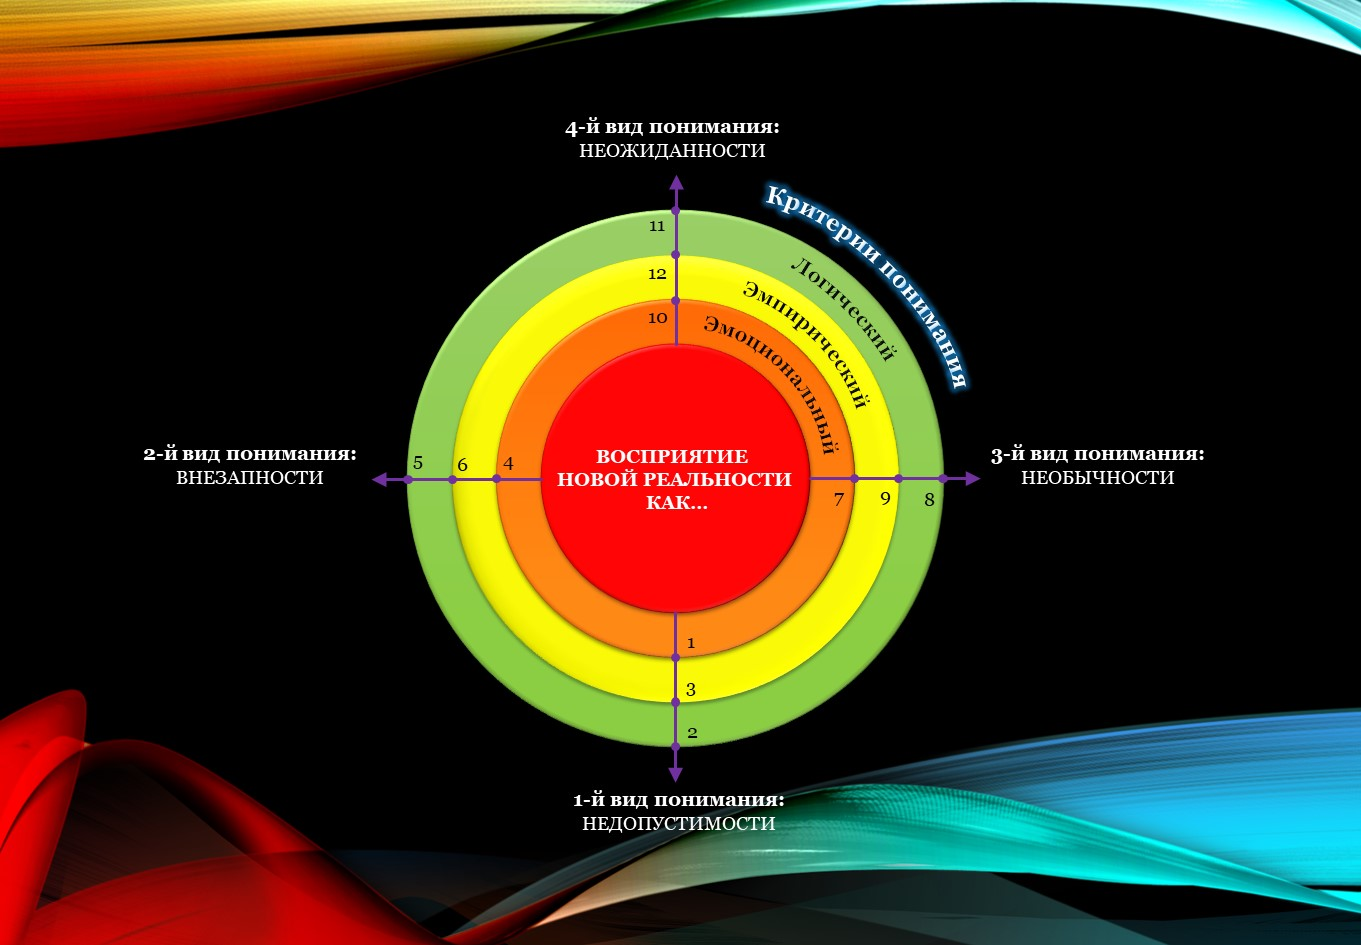 4-й вид понимания:
НЕОЖИДАННОСТИ
Критерии понимания
11
Логический
12
Эмпирический
10
Эмоциональный
2-й вид понимания:
ВНЕЗАПНОСТИ
5
6
4
ВОСПРИЯТИЕ
НОВОЙ РЕАЛЬНОСТИ
КАК...
3-й вид понимания:
НЕОБЫЧНОСТИ
7
9
8
1
3
2
1-й вид понимания:
НЕДОПУСТИМОСТИ